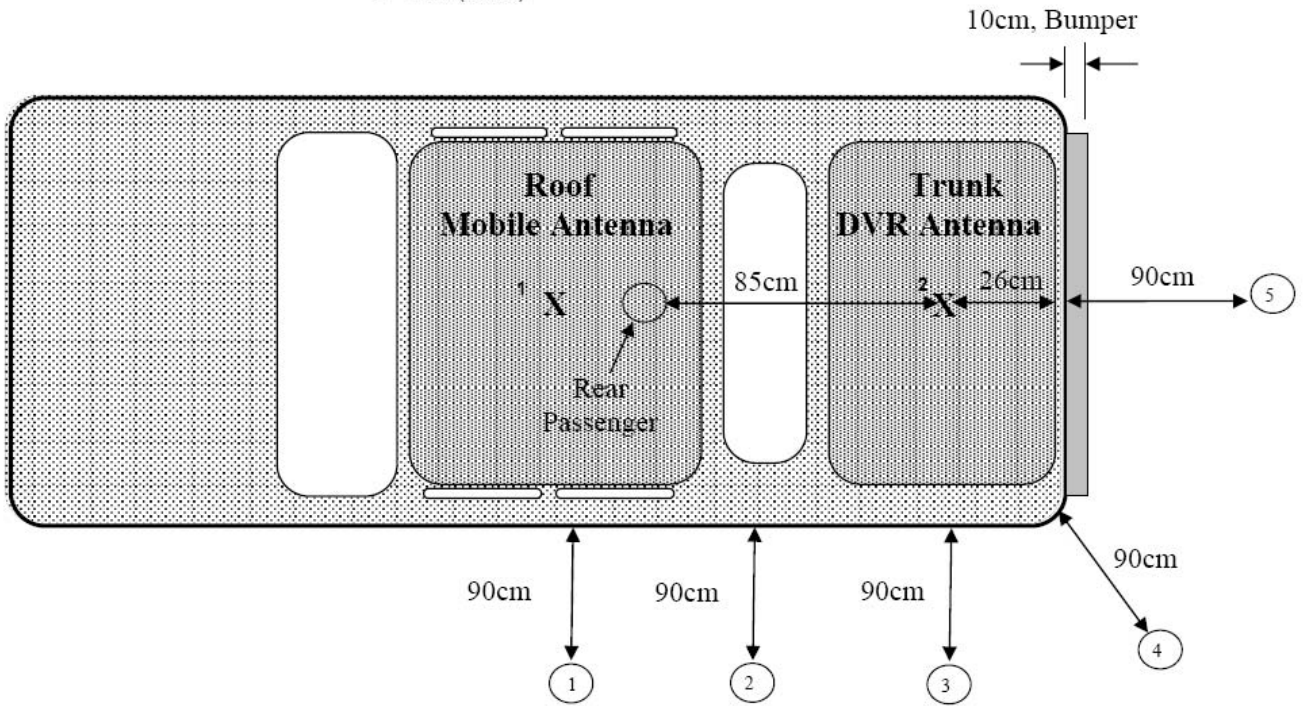 10cm, Bumper
Roof
Mobile Antenna
Trunk
DVR Antenna
85cm
26cm
90cm
5
1
X
2
X
Rear
Passenger
90cm
90cm
90cm
90cm
1
2
3
4